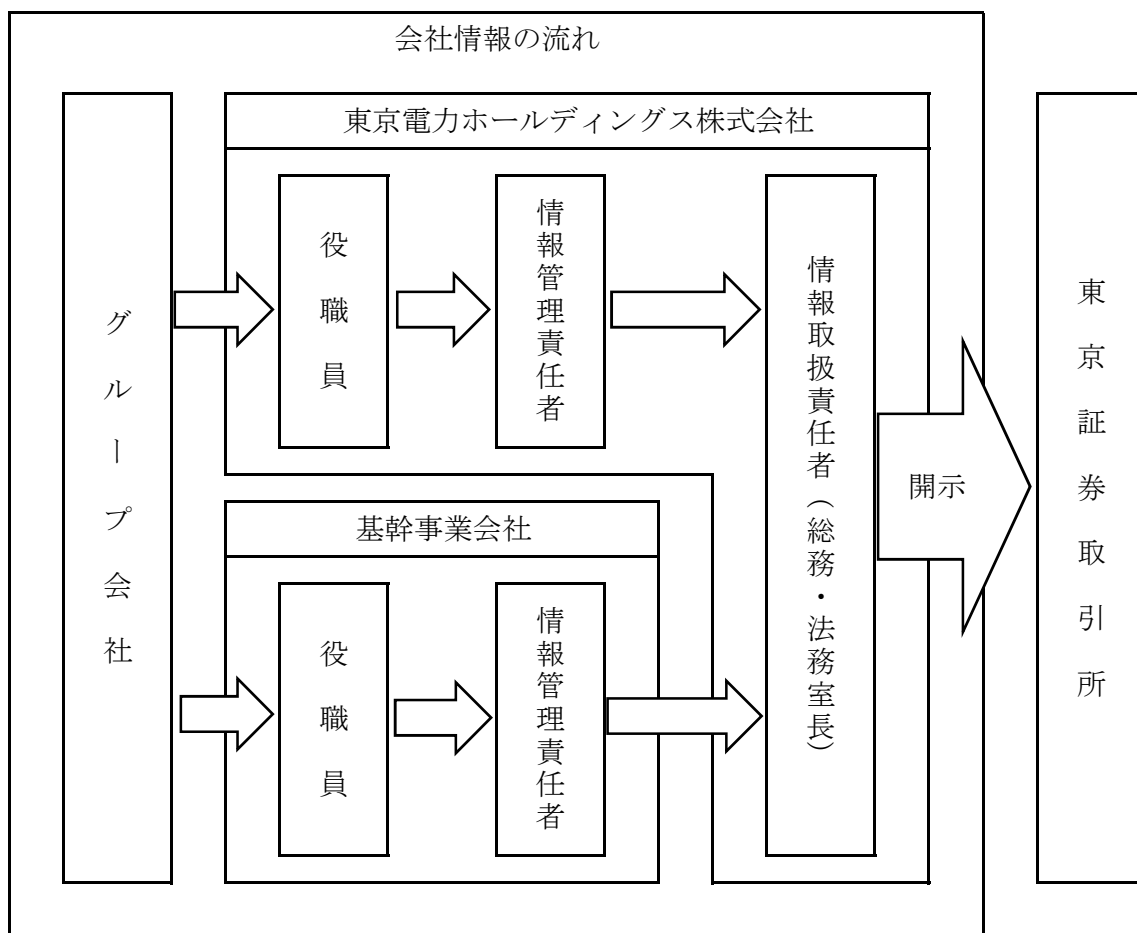 会社情報の流れ
グループ会社
東京電力ホールディングス株式会社
役職員
情報管理責任者
情報取扱責任者（総務・法務室長）
基幹事業会社
役職員
情報管理責任者
開示
東京証券取引所